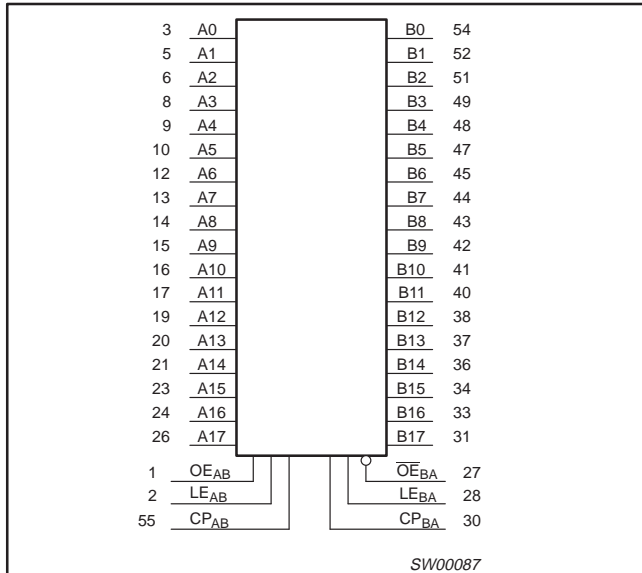 3 A0 B0 54
5 A1 B1 52
6 A2 B2 51
8 A3 B3 49
9 A4 B4 48
10 A5 B5 47
12 A6 B6 45
13 A7 B7 44
14 A8 B8 43
15 A9 B9 42
16 A10 B10 41
17 A11 B11 40
19 A12 B12 38
20 A13 B13 37
21 A14 B14 36
23 A15 B15 34
24 A16 B16 33
26 A17 B17 31
1 OEAB O̅E̅BA 27
2 LEAB LEBA 28
55 CPAB CPBA 30
SW00087